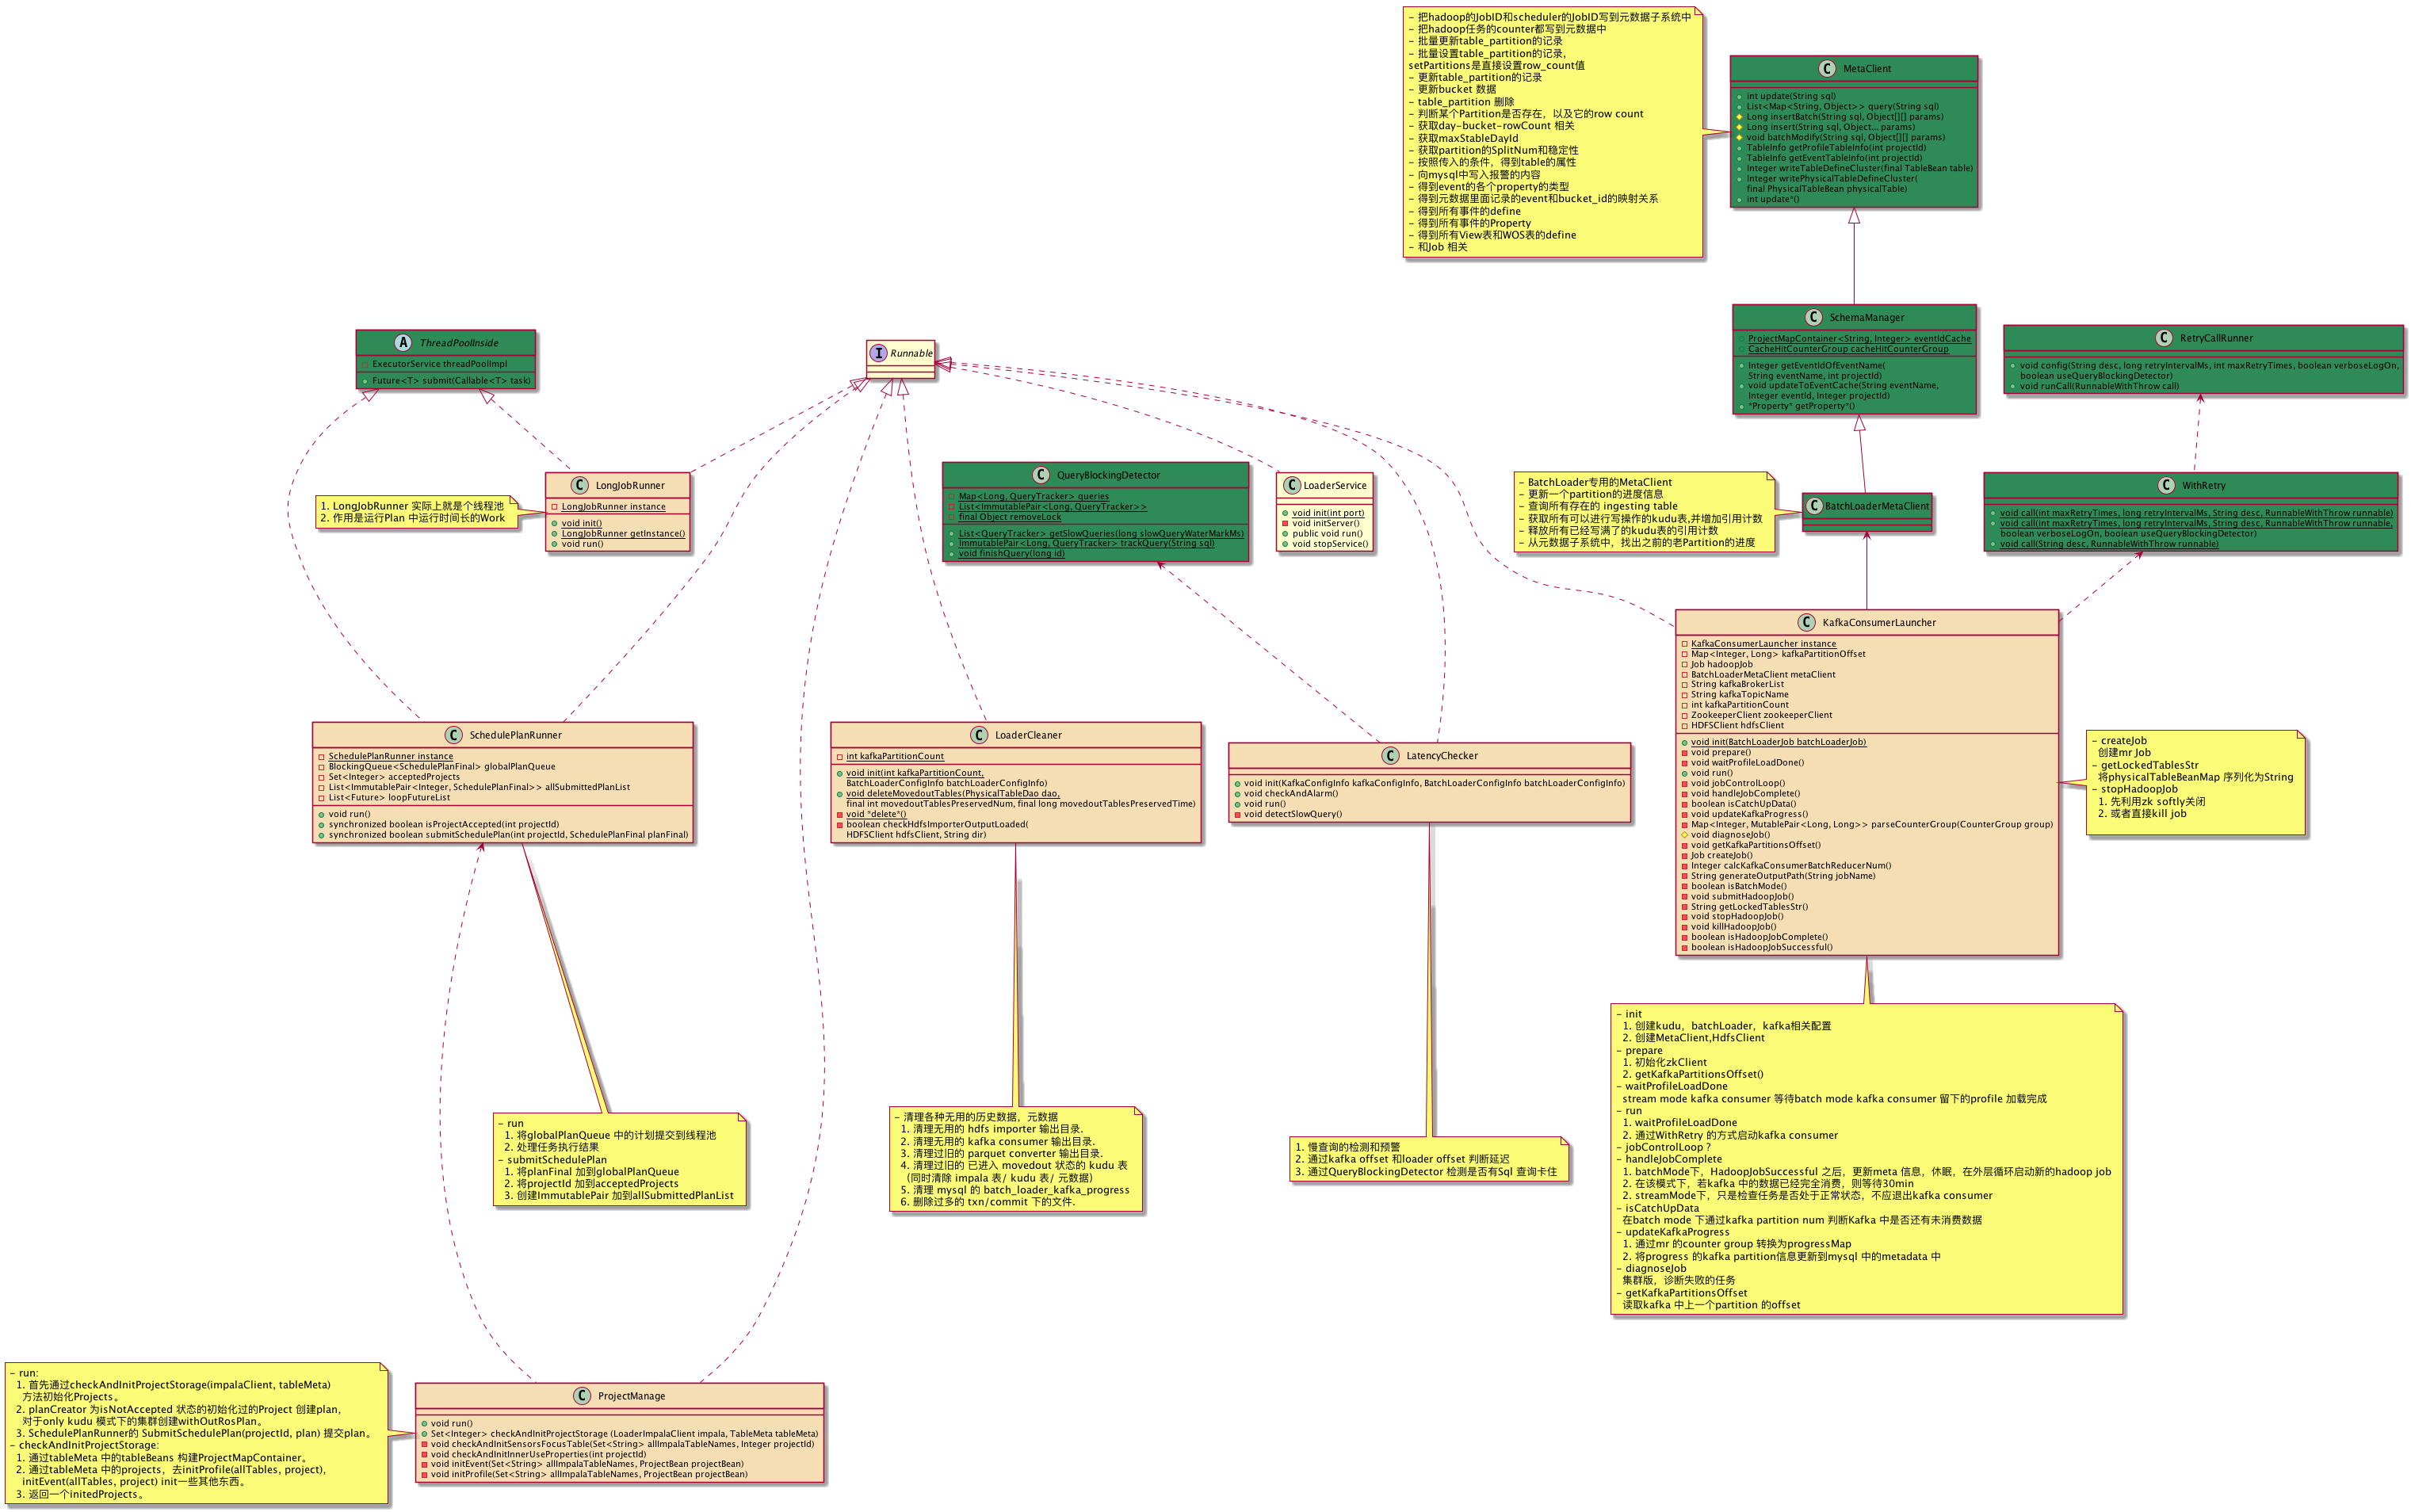 - 把hadoop的JobID和scheduler的JobID写到元数据子系统中
- 把hadoop任务的counter都写到元数据中
- 批量更新table_partition的记录
- 批量设置table_partition的记录,
setPartitions是直接设置row_count值
- 更新table_partition的记录
- 更新bucket 数据
- table_partition 删除
- 判断某个Partition是否存在，以及它的row count
- 获取day-bucket-rowCount 相关
- 获取maxStableDayId
- 获取partition的SplitNum和稳定性
- 按照传入的条件，得到table的属性
- 向mysql中写入报警的内容
- 得到event的各个property的类型
- 得到元数据里面记录的event和bucket_id的映射关系
- 得到所有事件的define
- 得到所有事件的Property
- 得到所有View表和WOS表的define
- 和Job 相关
C MetaClient
int update(String sql)
List<Map<String, Object>> query(String sql)
Long insertBatch(String sql, Object[][] params)
Long insert(String sql, Object... params)
void batchModify(String sql, Object[][] params)
TableInfo getProfileTableInfo(int projectId)
TableInfo getEventTableInfo(int projectId)
Integer writeTableDefineCluster(final TableBean table)
Integer writePhysicalTableDefineCluster(
final PhysicalTableBean physicalTable)
int update*()
C SchemaManager
ProjectMapContainer<String, Integer> eventIdCache
CacheHitCounterGroup cacheHitCounterGroup
Integer getEventIdOfEventName(
String eventName, int projectId)
void updateToEventCache(String eventName,
Integer eventId, Integer projectId)
*Property* getProperty*()
C RetryCallRunner
void config(String desc, long retryIntervalMs, int maxRetryTimes, boolean verboseLogOn,
boolean useQueryBlockingDetector)
void runCall(RunnableWithThrow call)
A ThreadPoolInside
ExecutorService threadPoolImpl
Future<T> submit(Callable<T> task)
I Runnable
1. LongJobRunner 实际上就是个线程池
2. 作用是运行Plan 中运行时间长的Work
C LongJobRunner
LongJobRunner instance
void init()
LongJobRunner getInstance()
void run()
C QueryBlockingDetector
Map<Long, QueryTracker> queries
List<ImmutablePair<Long, QueryTracker>>
final Object removeLock
List<QueryTracker> getSlowQueries(long slowQueryWaterMarkMs)
ImmutablePair<Long, QueryTracker> trackQuery(String sql)
void finishQuery(long id)
C LoaderService
void init(int port)
void initServer()
public void run()
void stopService()
- BatchLoader专用的MetaClient
- 更新一个partition的进度信息
- 查询所有存在的 ingesting table
- 获取所有可以进行写操作的kudu表,并增加引用计数
- 释放所有已经写满了的kudu表的引用计数
- 从元数据子系统中，找出之前的老Partition的进度
C BatchLoaderMetaClient
C WithRetry
void call(int maxRetryTimes, long retryIntervalMs, String desc, RunnableWithThrow runnable)
void call(int maxRetryTimes, long retryIntervalMs, String desc, RunnableWithThrow runnable,
boolean verboseLogOn, boolean useQueryBlockingDetector)
void call(String desc, RunnableWithThrow runnable)
C SchedulePlanRunner
SchedulePlanRunner instance
BlockingQueue<SchedulePlanFinal> globalPlanQueue
Set<Integer> acceptedProjects
List<ImmutablePair<Integer, SchedulePlanFinal>> allSubmittedPlanList
List<Future> loopFutureList
void run()
synchronized boolean isProjectAccepted(int projectId)
synchronized boolean submitSchedulePlan(int projectId, SchedulePlanFinal planFinal)
C LoaderCleaner
int kafkaPartitionCount
void init(int kafkaPartitionCount,
BatchLoaderConfigInfo batchLoaderConfigInfo)
void deleteMovedoutTables(PhysicalTableDao dao,
final int movedoutTablesPreservedNum, final long movedoutTablesPreservedTime)
void *delete*()
boolean checkHdfsImporterOutputLoaded(
HDFSClient hdfsClient, String dir)
C LatencyChecker
void init(KafkaConfigInfo kafkaConfigInfo, BatchLoaderConfigInfo batchLoaderConfigInfo)
void checkAndAlarm()
void run()
void detectSlowQuery()
C KafkaConsumerLauncher
KafkaConsumerLauncher instance
Map<Integer, Long> kafkaPartitionOffset
Job hadoopJob
BatchLoaderMetaClient metaClient
String kafkaBrokerList
String kafkaTopicName
int kafkaPartitionCount
ZookeeperClient zookeeperClient
HDFSClient hdfsClient
void init(BatchLoaderJob batchLoaderJob)
void prepare()
void waitProfileLoadDone()
void run()
void jobControlLoop()
void handleJobComplete()
boolean isCatchUpData()
void updateKafkaProgress()
Map<Integer, MutablePair<Long, Long>> parseCounterGroup(CounterGroup group)
void diagnoseJob()
void getKafkaPartitionsOffset()
Job createJob()
Integer calcKafkaConsumerBatchReducerNum()
String generateOutputPath(String jobName)
boolean isBatchMode()
void submitHadoopJob()
String getLockedTablesStr()
void stopHadoopJob()
void killHadoopJob()
boolean isHadoopJobComplete()
boolean isHadoopJobSuccessful()
- createJob
创建mr Job
- getLockedTablesStr
将physicalTableBeanMap 序列化为String
- stopHadoopJob
1. 先利用zk softly关闭
2. 或者直接kill job
- run
1. 将globalPlanQueue 中的计划提交到线程池
2. 处理任务执行结果
- submitSchedulePlan
1. 将planFinal 加到globalPlanQueue
2. 将projectId 加到acceptedProjects
3. 创建ImmutablePair 加到allSubmittedPlanList
- 清理各种无用的历史数据，元数据
1. 清理无用的 hdfs importer 输出目录.
2. 清理无用的 kafka consumer 输出目录.
3. 清理过旧的 parquet converter 输出目录.
4. 清理过旧的 已进入 movedout 状态的 kudu 表
（同时清除 impala 表/ kudu 表/ 元数据）
5. 清理 mysql 的 batch_loader_kafka_progress
6. 删除过多的 txn/commit 下的文件.
1. 慢查询的检测和预警
2. 通过kafka offset 和loader offset 判断延迟
3. 通过QueryBlockingDetector 检测是否有Sql 查询卡住
- init
1. 创建kudu，batchLoader，kafka相关配置
2. 创建MetaClient,HdfsClient
- prepare
1. 初始化zkClient
2. getKafkaPartitionsOffset()
- waitProfileLoadDone
stream mode kafka consumer 等待batch mode kafka consumer 留下的profile 加载完成
- run
1. waitProfileLoadDone
2. 通过WithRetry 的方式启动kafka consumer
- jobControlLoop ?
- handleJobComplete
1. batchMode下，HadoopJobSuccessful 之后，更新meta 信息，休眠，在外层循环启动新的hadoop job
2. 在该模式下，若kafka 中的数据已经完全消费，则等待30min
2. streamMode下，只是检查任务是否处于正常状态，不应退出kafka consumer
- isCatchUpData
在batch mode 下通过kafka partition num 判断Kafka 中是否还有未消费数据
- updateKafkaProgress
1. 通过mr 的counter group 转换为progressMap
2. 将progress 的kafka partition信息更新到mysql 中的metadata 中
- diagnoseJob
集群版，诊断失败的任务
- getKafkaPartitionsOffset
读取kafka 中上一个partition 的offset
- run:
1. 首先通过checkAndInitProjectStorage(impalaClient, tableMeta)
方法初始化Projects。
2. planCreator 为isNotAccepted 状态的初始化过的Project 创建plan，
对于only kudu 模式下的集群创建withOutRosPlan。
3. SchedulePlanRunner的 SubmitSchedulePlan(projectId, plan) 提交plan。
- checkAndInitProjectStorage:
1. 通过tableMeta 中的tableBeans 构建ProjectMapContainer。
2. 通过tableMeta 中的projects，去initProfile(allTables, project),
initEvent(allTables, project) init一些其他东西。
3. 返回一个initedProjects。
C ProjectManage
void run()
Set<Integer> checkAndInitProjectStorage (LoaderImpalaClient impala, TableMeta tableMeta)
void checkAndInitSensorsFocusTable(Set<String> allImpalaTableNames, Integer projectId)
void checkAndInitInnerUseProperties(int projectId)
void initEvent(Set<String> allImpalaTableNames, ProjectBean projectBean)
void initProfile(Set<String> allImpalaTableNames, ProjectBean projectBean)